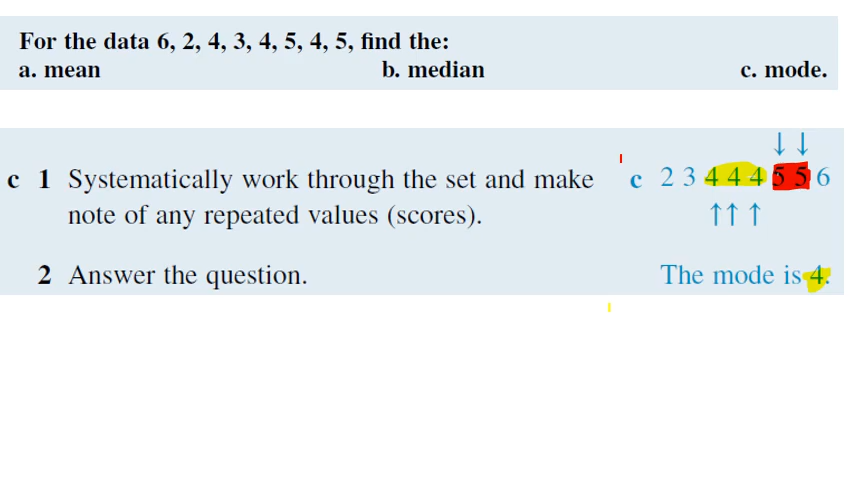 For the data 6, 2, 4, 3, 4, 5, 4, 5, find the:
a. mean b. median c. mode.
c 1 Systematically work through the set and make
note of any repeated values (scores).
c 2 3 4 4 4 5 5 6
↓ ↓
↑ ↑ ↑
2 Answer the question.
The mode is 4.